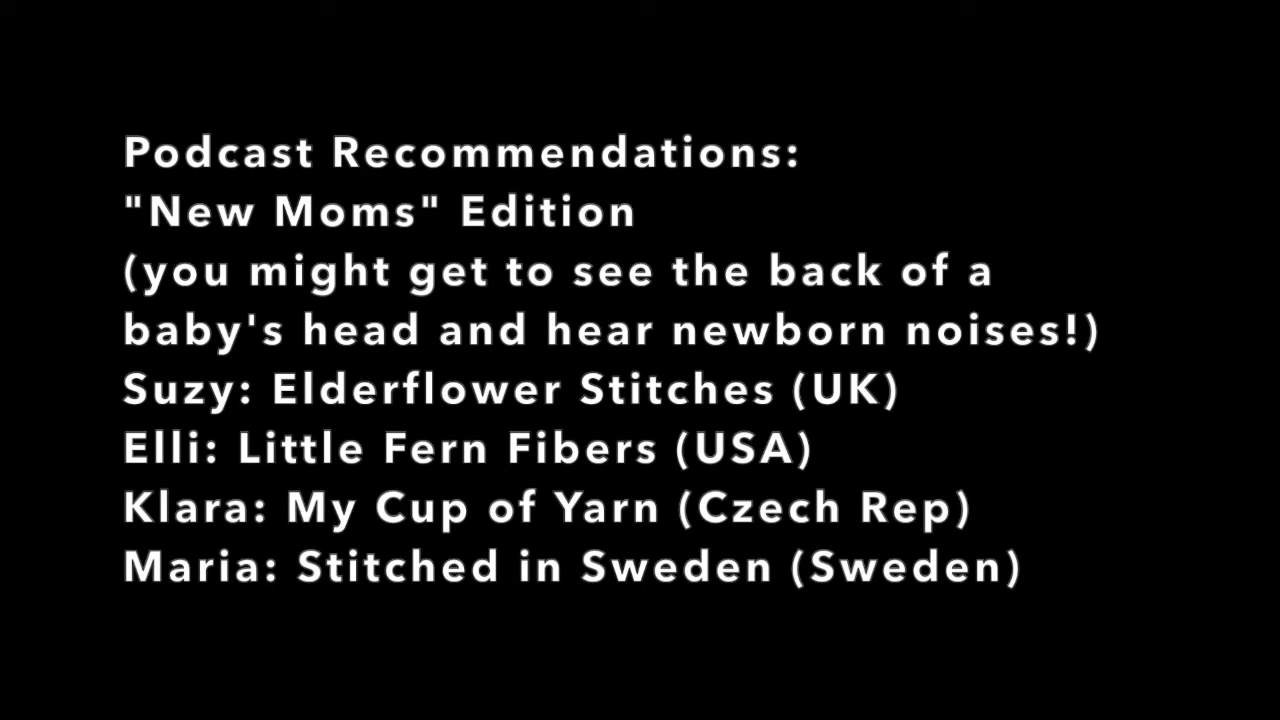 Podcast Recommendations:
"New Moms" Edition
(you might get to see the back of a
baby's head and hear newborn noises!)
Suzy: Elderflower Stitches (UK)
Elli: Little Fern Fibers (USA)
Klara: My Cup of Yarn (Czech Rep)
Maria: Stitched in Sweden (Sweden)